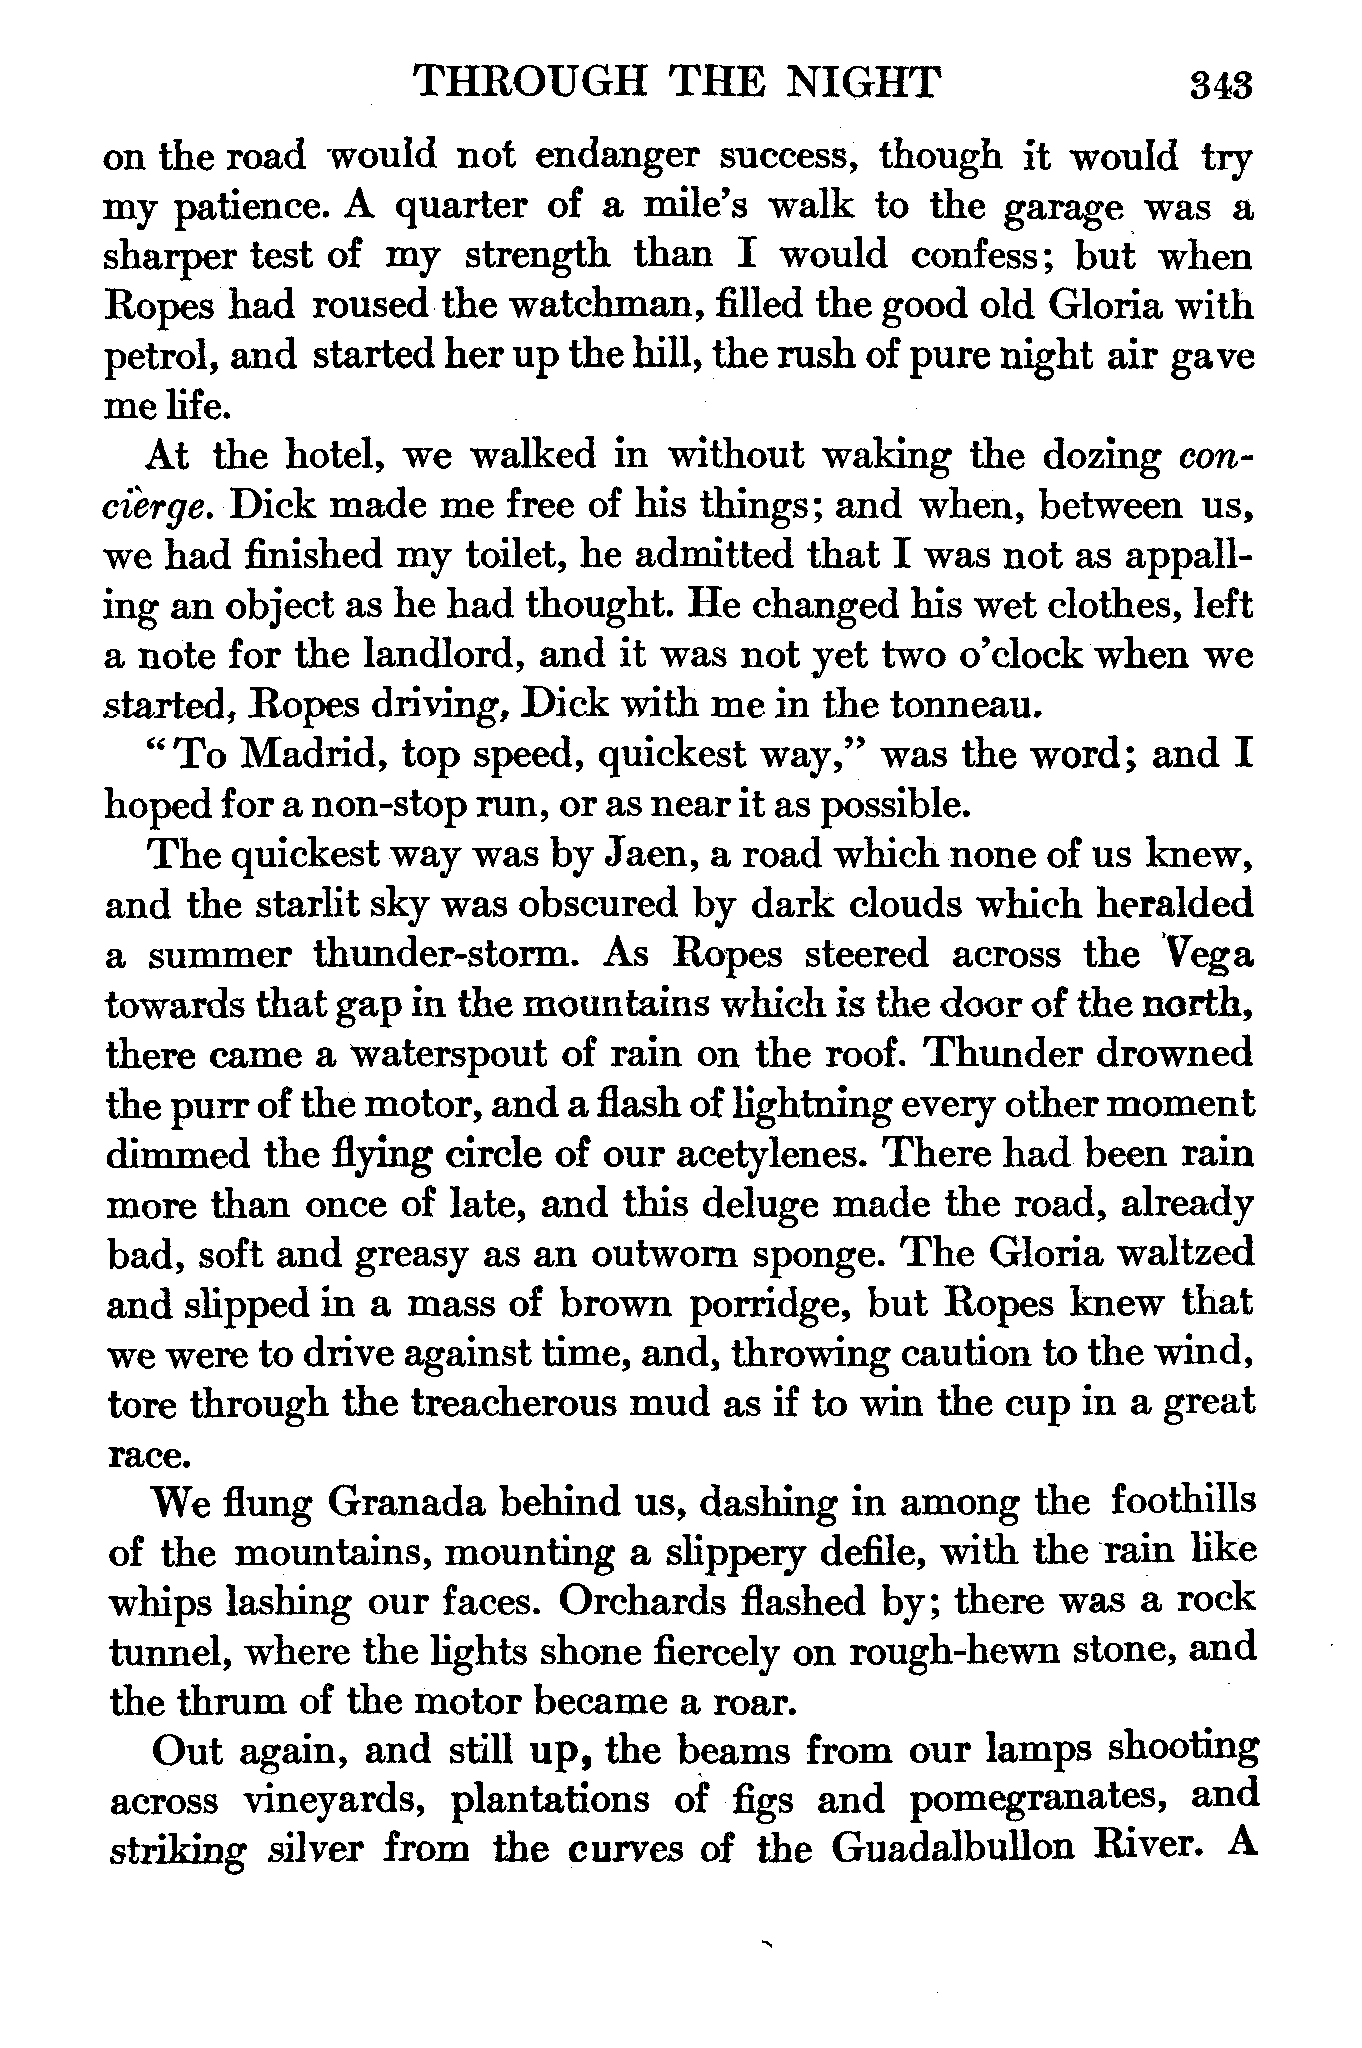 THROUGH THE NIGHT 343
on the road would not endanger success, though it would try
my patience. A quarter of a mile's walk to the garage was a
sharper test of my strength than I would confess; but when
Ropes had roused the watchman, filled the good old Gloria with
petrol, and started her up the hill, the rush of pure night air gave
me life.
At the hotel, we walked in without waking the dozing con-
cièrge. Dick made me free of his things; and when, between us,
we had finished my toilet, he admitted that I was not as appall-
ing an object as he had thought. He changed his wet clothes, left
a note for the landlord, and it was not yet two o'clock when we
started, Ropes driving, Dick with me in the tonneau.
“To Madrid, top speed, quickest way,” was the word; and I
hoped for a non-stop run, or as near it as possible.
The quickest way was by Jaen, a road which none of us knew,
and the starlit sky was obscured by dark clouds which heralded
a summer thunder-storm. As Ropes steered across the Vega
towards that gap in the mountains which is the door of the north,
there came a waterspout of rain on the roof. Thunder drowned
the purr of the motor, and a flash of lightning every other moment
dimmed the flying circle of our acetylenes. There had been rain
more than once of late, and this deluge made the road, already
bad, soft and greasy as an outworn sponge. The Gloria waltzed
and slipped in a mass of brown porridge, but Ropes knew that
we were to drive against time, and, throwing caution to the wind,
tore through the treacherous mud as if to win the cup in a great
race.
We flung Granada behind us, dashing in among the foothills
of the mountains, mounting a slippery defile, with the rain like
whips lashing our faces. Orchards flashed by; there was a rock
tunnel, where the lights shone fiercely on rough-hewn stone, and
the thrum of the motor became a roar.
Out again, and still up, the beams from our lamps shooting
across vineyards, plantations of figs and pomegranates, and
striking silver from the curves of the Guadalbullon River. A